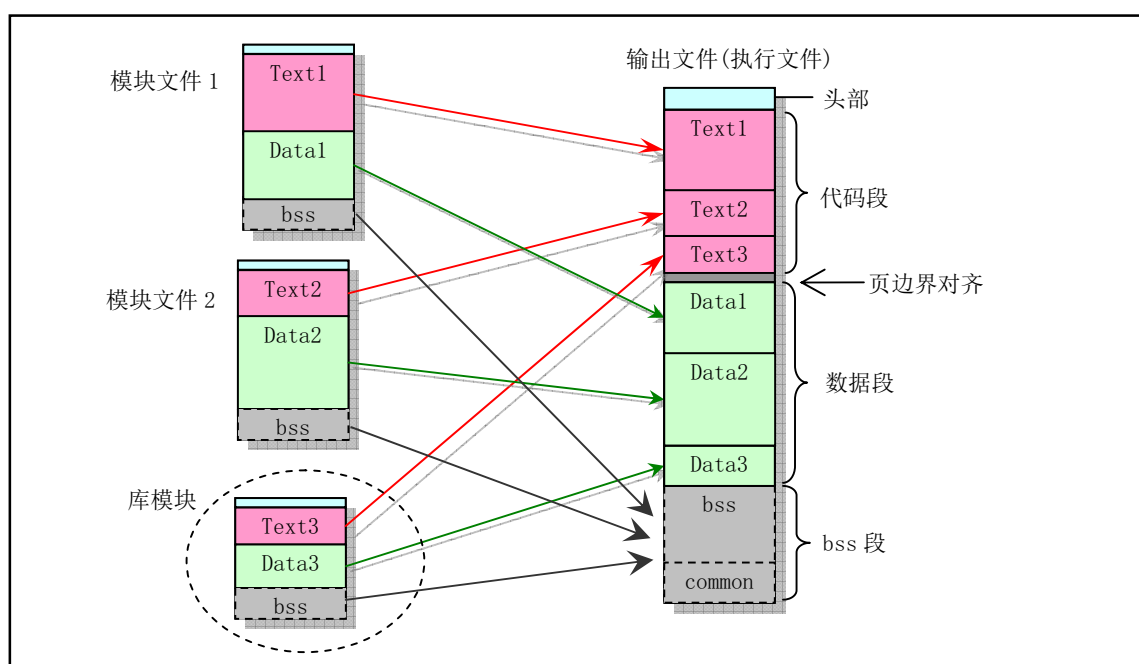 模块文件 1
Text1
Data1
bss
模块文件 2
Text2
Data2
bss
库模块
Text3
Data3
bss
输出文件(执行文件)
头部
Text1
Text2
Text3
代码段
页边界对齐
Data1
Data2
Data3
数据段
bss
common
bss 段